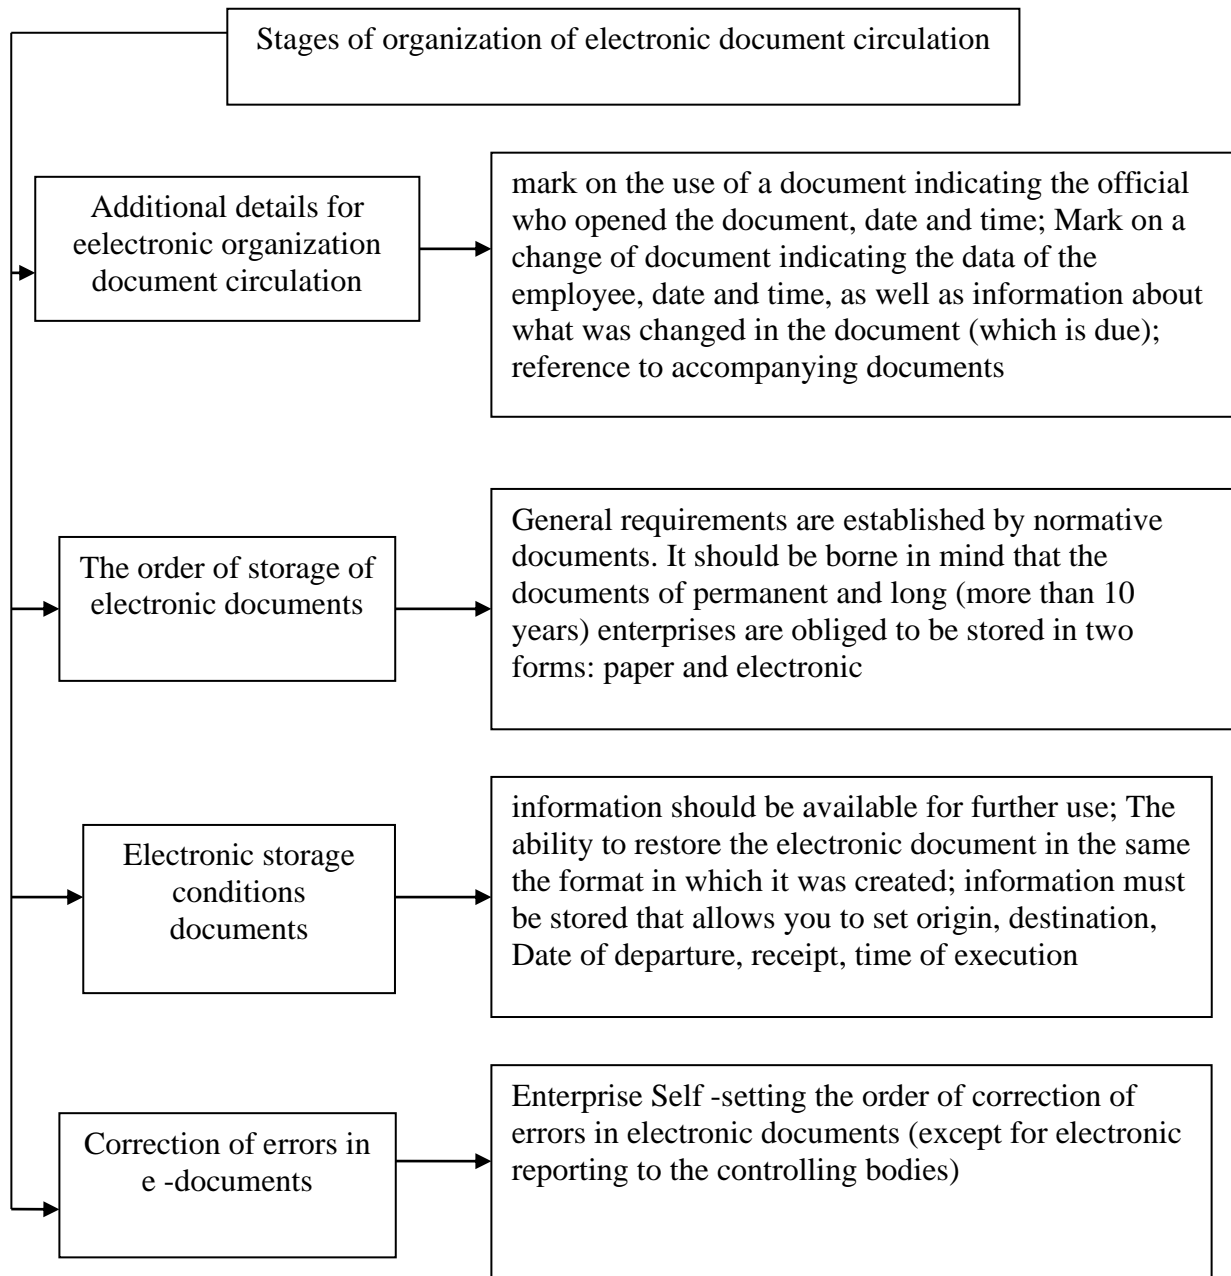 Stages of organization of electronic document circulation
Additional details for
eelectronic organization
document circulation
mark on the use of a document indicating the official
who opened the document, date and time; Mark on a
change of document indicating the data of the
employee, date and time, as well as information about
what was changed in the document (which is due);
reference to accompanying documents
The order of storage of
electronic documents
General requirements are established by normative
documents. It should be borne in mind that the
documents of permanent and long (more than 10
years) enterprises are obliged to be stored in two
forms: paper and electronic
Electronic storage
conditions
documents
information should be available for further use; The
ability to restore the electronic document in the same
the format in which it was created; information must
be stored that allows you to set origin, destination,
Date of departure, receipt, time of execution
Correction of errors in
e -documents
Enterprise Self -setting the order of correction of
errors in electronic documents (except for electronic
reporting to the controlling bodies)